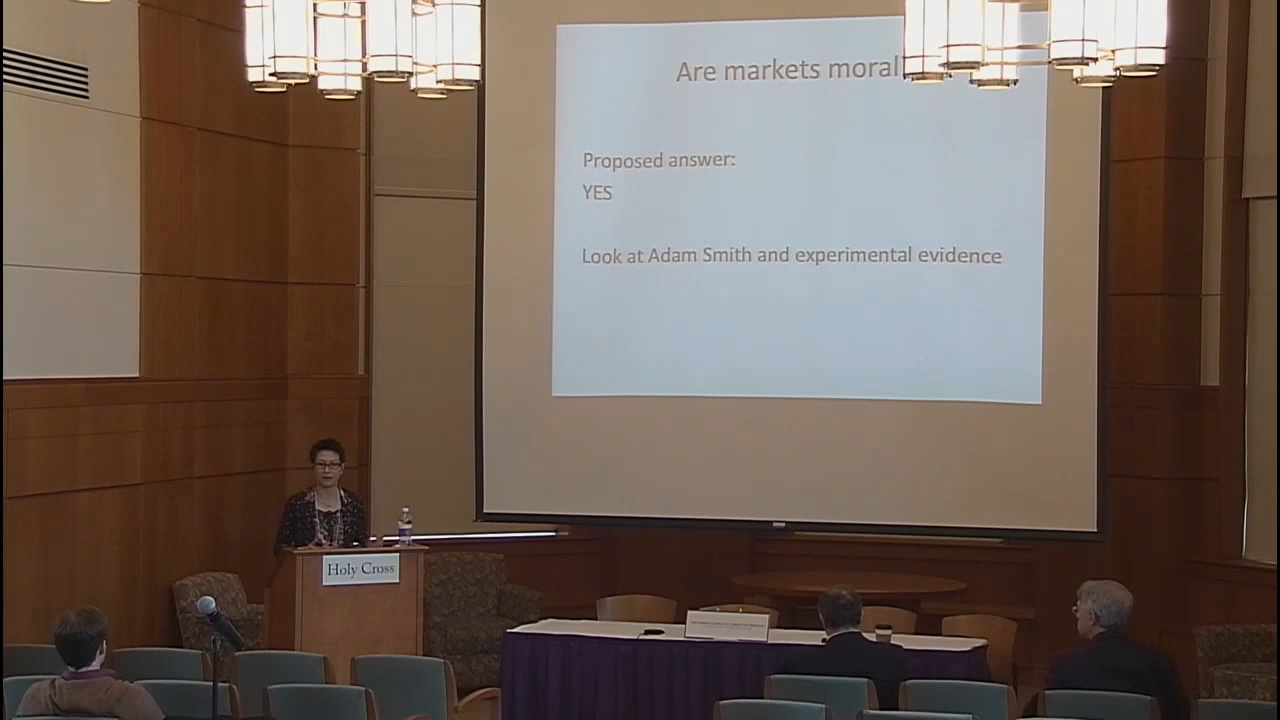 Are markets moral
Proposed answer:
YES
Look at Adam Smith and experimental evidence
Holy Cross